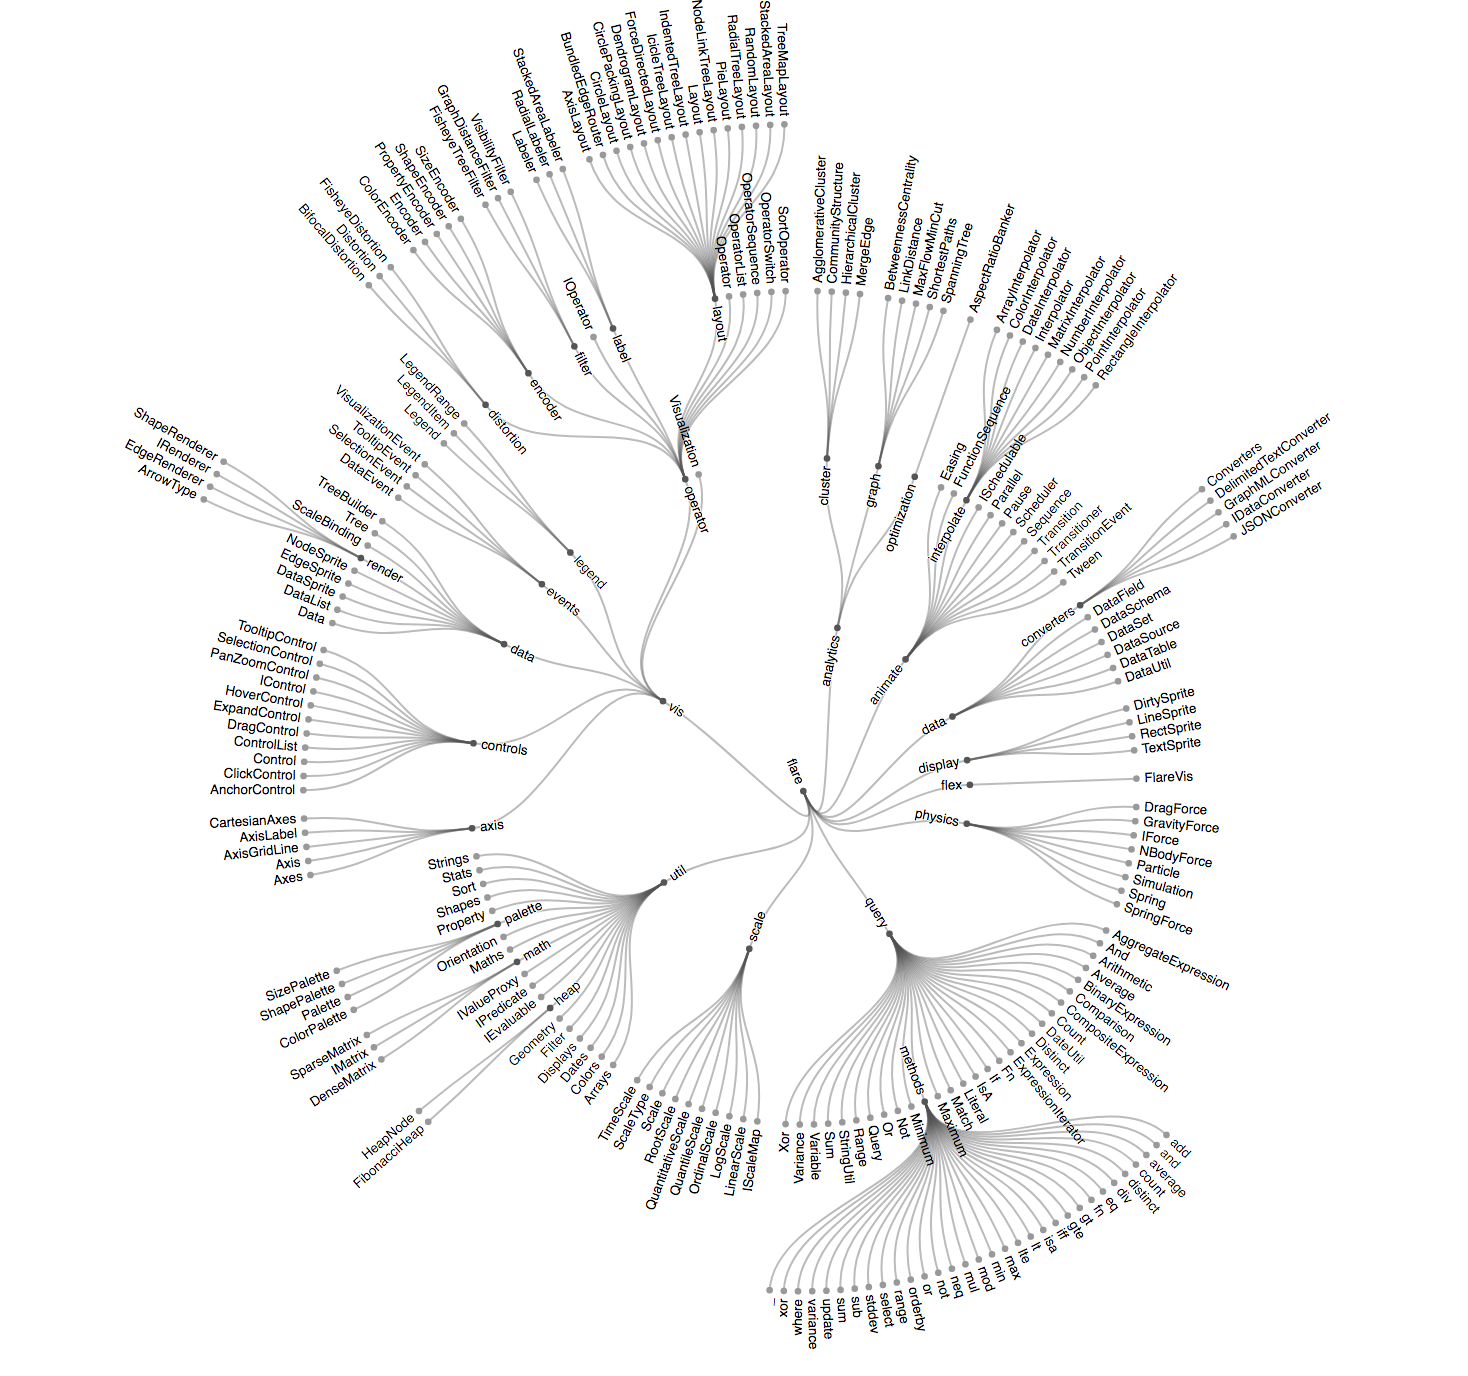 flare
analytics
cluster
AgglomerativeCluster
CommunityStructure
HierarchicalCluster
MergeEdge
graph
BetweennessCentrality
LinkDistance
MaxFlowMinCut
ShortestPaths
SpanningTree
optimization
AspectRatioBanker
animate
Easing
FunctionSequence
interpolate
ArrayInterpolator
ColorInterpolator
DateInterpolator
Interpolator
MatrixInterpolator
NumberInterpolator
ObjectInterpolator
PointInterpolator
RectangleInterpolator
ISchedulable
Parallel
Pause
Scheduler
Sequence
Transition
Transitioner
TransitionEvent
Tween
data
converters
Converters
DelimitedTextConverter
GraphMLConverter
IDataConverter
JSONConverter
DataField
DataSchema
DataSet
DataSource
DataTable
DataUtil
display
DirtySprite
LineSprite
RectSprite
TextSprite
flex
FlareVis
physics
DragForce
GravityForce
IForce
NBodyForce
Particle
Simulation
Spring
SpringForce
query
AggregateExpression
And
Arithmetic
Average
BinaryExpression
Comparison
CompositeExpression
Count
DateUtil
Distinct
Expression
ExpressionIterator
Fn
If
IsA
Literal
Match
Maximum
methods
add
and
average
count
distinct
div
eq
fn
gt
gte
iff
isa
lt
lte
max
min
mod
mul
neq
not
or
orderby
range
select
stddev
sub
sum
update
variance
where
xor
_
Minimum
Not
Or
Query
Range
StringUtil
Sum
Variable
Variance
Xor
scale
IScaleMap
LinearScale
LogScale
OrdinalScale
QuantileScale
QuantitativeScale
RootScale
Scale
ScaleType
TimeScale
util
Arrays
Colors
Dates
Displays
Filter
Geometry
heap
FibonacciHeap
HeapNode
IEvaluable
IPredicate
IValueProxy
math
DenseMatrix
IMatrix
SparseMatrix
Maths
Orientation
palette
ColorPalette
Palette
ShapePalette
SizePalette
Property
Shapes
Sort
Stats
Strings
vis
axis
Axes
Axis
AxisGridLine
AxisLabel
CartesianAxes
controls
AnchorControl
ClickControl
Control
ControlList
DragControl
ExpandControl
HoverControl
IControl
PanZoomControl
SelectionControl
TooltipControl
data
Data
DataList
DataSprite
EdgeSprite
NodeSprite
render
ArrowType
EdgeRenderer
IRenderer
ShapeRenderer
ScaleBinding
Tree
TreeBuilder
events
DataEvent
SelectionEvent
TooltipEvent
VisualizationEvent
legend
Legend
LegendItem
LegendRange
operator
distortion
BifocalDistortion
Distortion
FisheyeDistortion
encoder
ColorEncoder
Encoder
PropertyEncoder
ShapeEncoder
SizeEncoder
filter
FisheyeTreeFilter
GraphDistanceFilter
VisibilityFilter
IOperator
label
Labeler
RadialLabeler
StackedAreaLabeler
layout
AxisLayout
BundledEdgeRouter
CircleLayout
CirclePackingLayout
DendrogramLayout
ForceDirectedLayout
IcicleTreeLayout
IndentedTreeLayout
Layout
NodeLinkTreeLayout
PieLayout
RadialTreeLayout
RandomLayout
StackedAreaLayout
TreeMapLayout
Operator
OperatorList
OperatorSequence
OperatorSwitch
SortOperator
Visualization